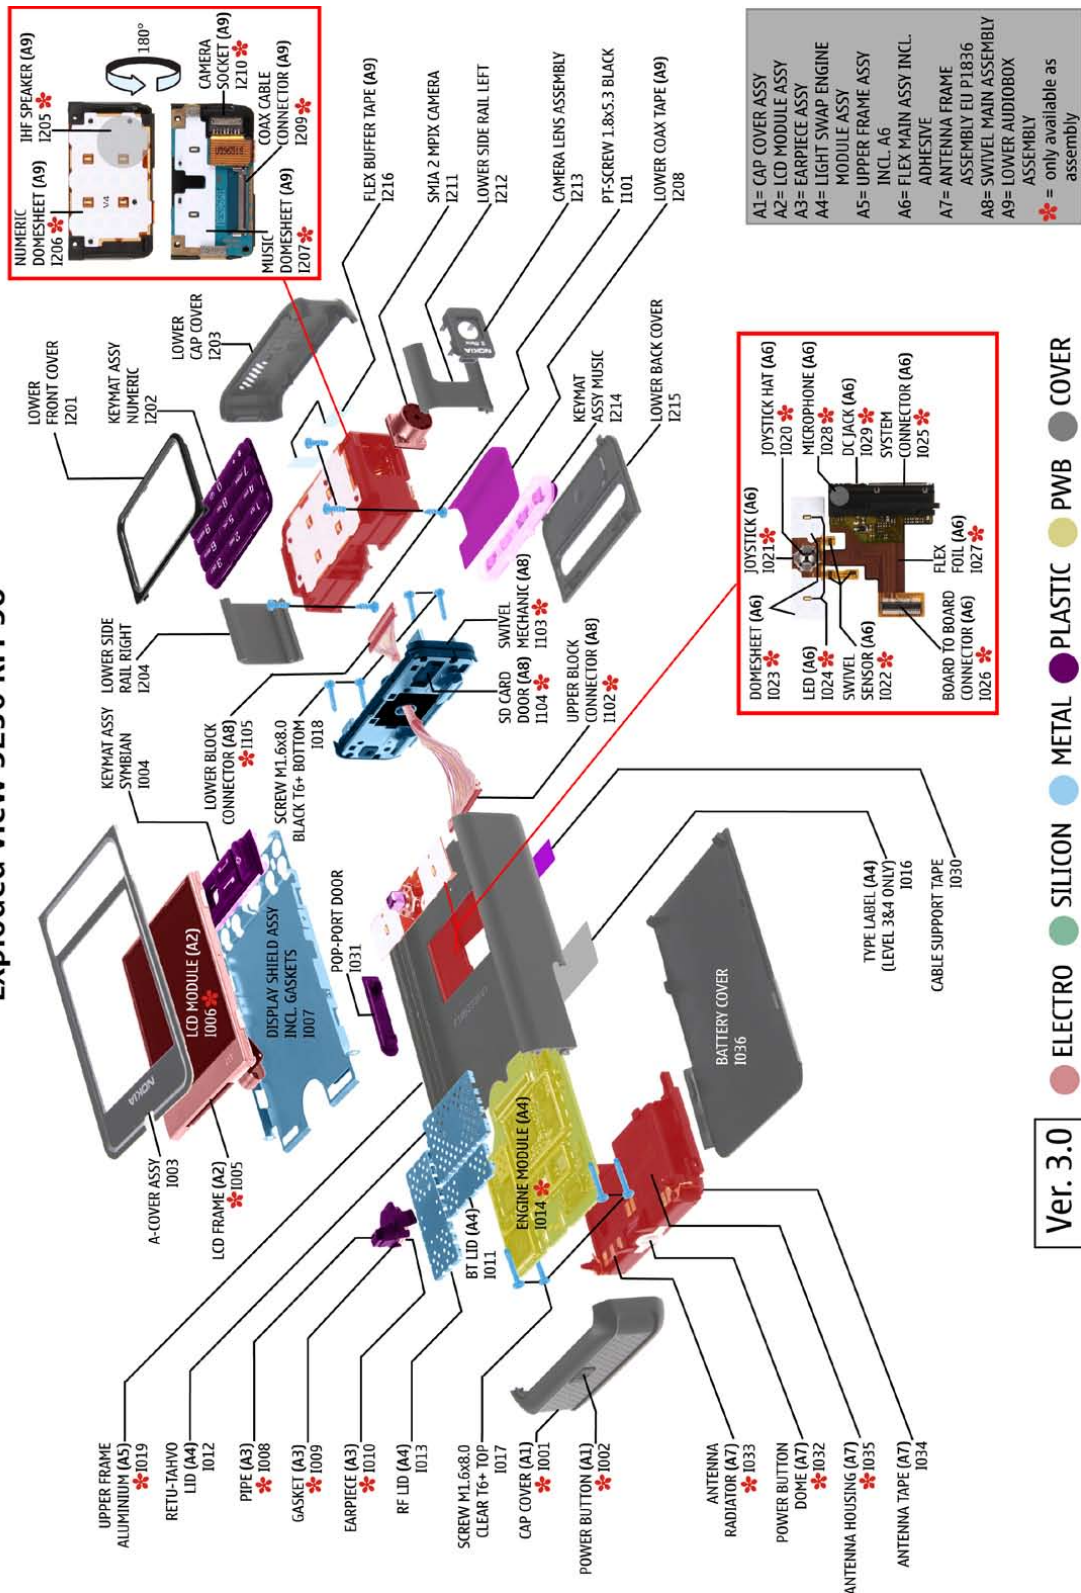 NUMERIC
DOMESHEET (A9)
I206*
IHF SPEAKER (A9)
I205*
180°
CAMERA
SOCKET (A9)
I210*
COAX CABLE
CONNECTOR (A9)
I209*
MUSIC
DOMESHEET (A9)
I207*
V4
LOWER
FRONT COVER
I201
KEYMAT ASSY
NUMERIC
I202
LOWER
CAP COVER
I203
LOWER SIDE
RAIL RIGHT
I204
KEYMAT ASSY
SYMBIAN
I004
LOWER BLOCK
CONNECTOR (A8)
*I105
SCREW M1.6x8.0
BLACK T6+ BOTTOM
I018
FLEX BUFFER TAPE (A9)
I216
SMIA 2 MPIX CAMERA
I211
LOWER SIDE RAIL LEFT
I212
CAMERA LENS ASSEMBLY
I213
PT-SCREW 1.8x5.3 BLACK
I101
LOWER COAX TAPE (A9)
I208
NOKIA
KEYMAT
ASSY MUSIC
I214
LOWER BACK COVER
I215
SWIVEL
MECHANIC (A8)
I103*
SD CARD
DOOR (A8)
I104*
UPPER BLOCK
CONNECTOR (A8)
I102*
NOKIA
LCD MODULE (A2)
I006*
DISPLAY SHIELD ASSY
INCL. GASKETS
I007
POP-PORT DOOR
I031
A-COVER ASSY
I003
LCD FRAME (A2)
*I005
UPPER FRAME
ALUMINIUM (A5)
*I019
RETU-TAHVO
LID (A4)
I012
PIPE (A3)
*I008
GASKET (A3)
*I009
EARPIECE (A3)
*I010
RF LID (A4)
I013
SCREW M1.6x8.0
CLEAR T6+ TOP
I017
CAP COVER (A1)
*I001
POWER BUTTON (A1)
*I002
BT LID (A4)
I011
ENGINE MODULE (A4)
I014*
ANTENNA
RADIATOR (A7)
*I033
POWER BUTTON
DOME (A7)
*I032
ANTENNA HOUSING (A7)
*I035
ANTENNA TAPE (A7)
I034
BATTERY COVER
I036
TYPE LABEL (A4)
(LEVEL 3&4 ONLY)
I016
CABLE SUPPORT TAPE
I030
DOMESHEET (A6)
I023*
JOYSTICK (A6)
I021*
JOYSTICK HAT (A6)
I020*
MICROPHONE (A6)
I028*
DC JACK (A6)
I029*
SYSTEM
CONNECTOR (A6)
I025*
LED (A6)
I024*
SWIVEL
SENSOR (A6)
I022*
FLEX
FOIL (A6)
I027*
BOARD TO BOARD
CONNECTOR (A6)
I026*
A1= CAP COVER ASSY
A2= LCD MODULE ASSY
A3= EARPIECE ASSY
A4= LIGHT SWAP ENGINE
MODULE ASSY
A5= UPPER FRAME ASSY
INCL. A6
A6= FLEX MAIN ASSY INCL.
ADHESIVE
A7= ANTENNA FRAME
ASSEMBLY EU P1836
A8= SWIVEL MAIN ASSEMBLY
A9= LOWER AUDIOBOX
ASSEMBLY
* = only available as
assembly
Ver. 3.0
ELECTRO
SILICON
METAL
PLASTIC
PWB
COVER